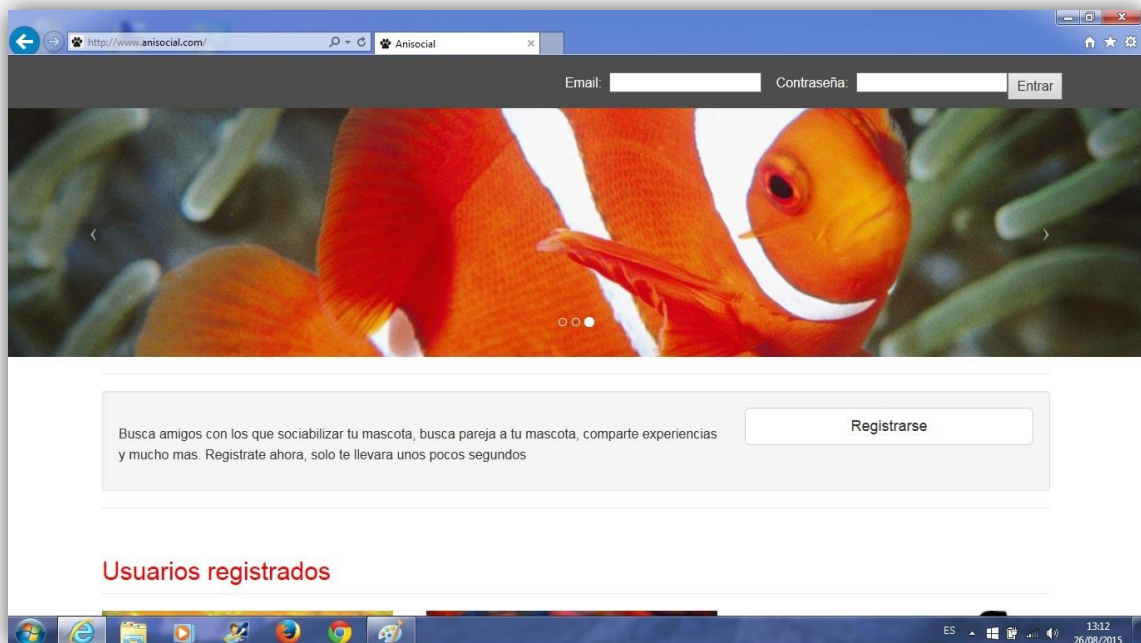 http://www.anisocial.com/
Anisocial
Email:
Contraseña:
Entrar
Busca amigos con los que sociabilizar tu mascota, busca pareja a tu mascota, comparte experiencias
y mucho mas. Registrate ahora, solo te llevara unos pocos segundos
Registrarse
Usuarios registrados
ES
13:12
26/08/2015